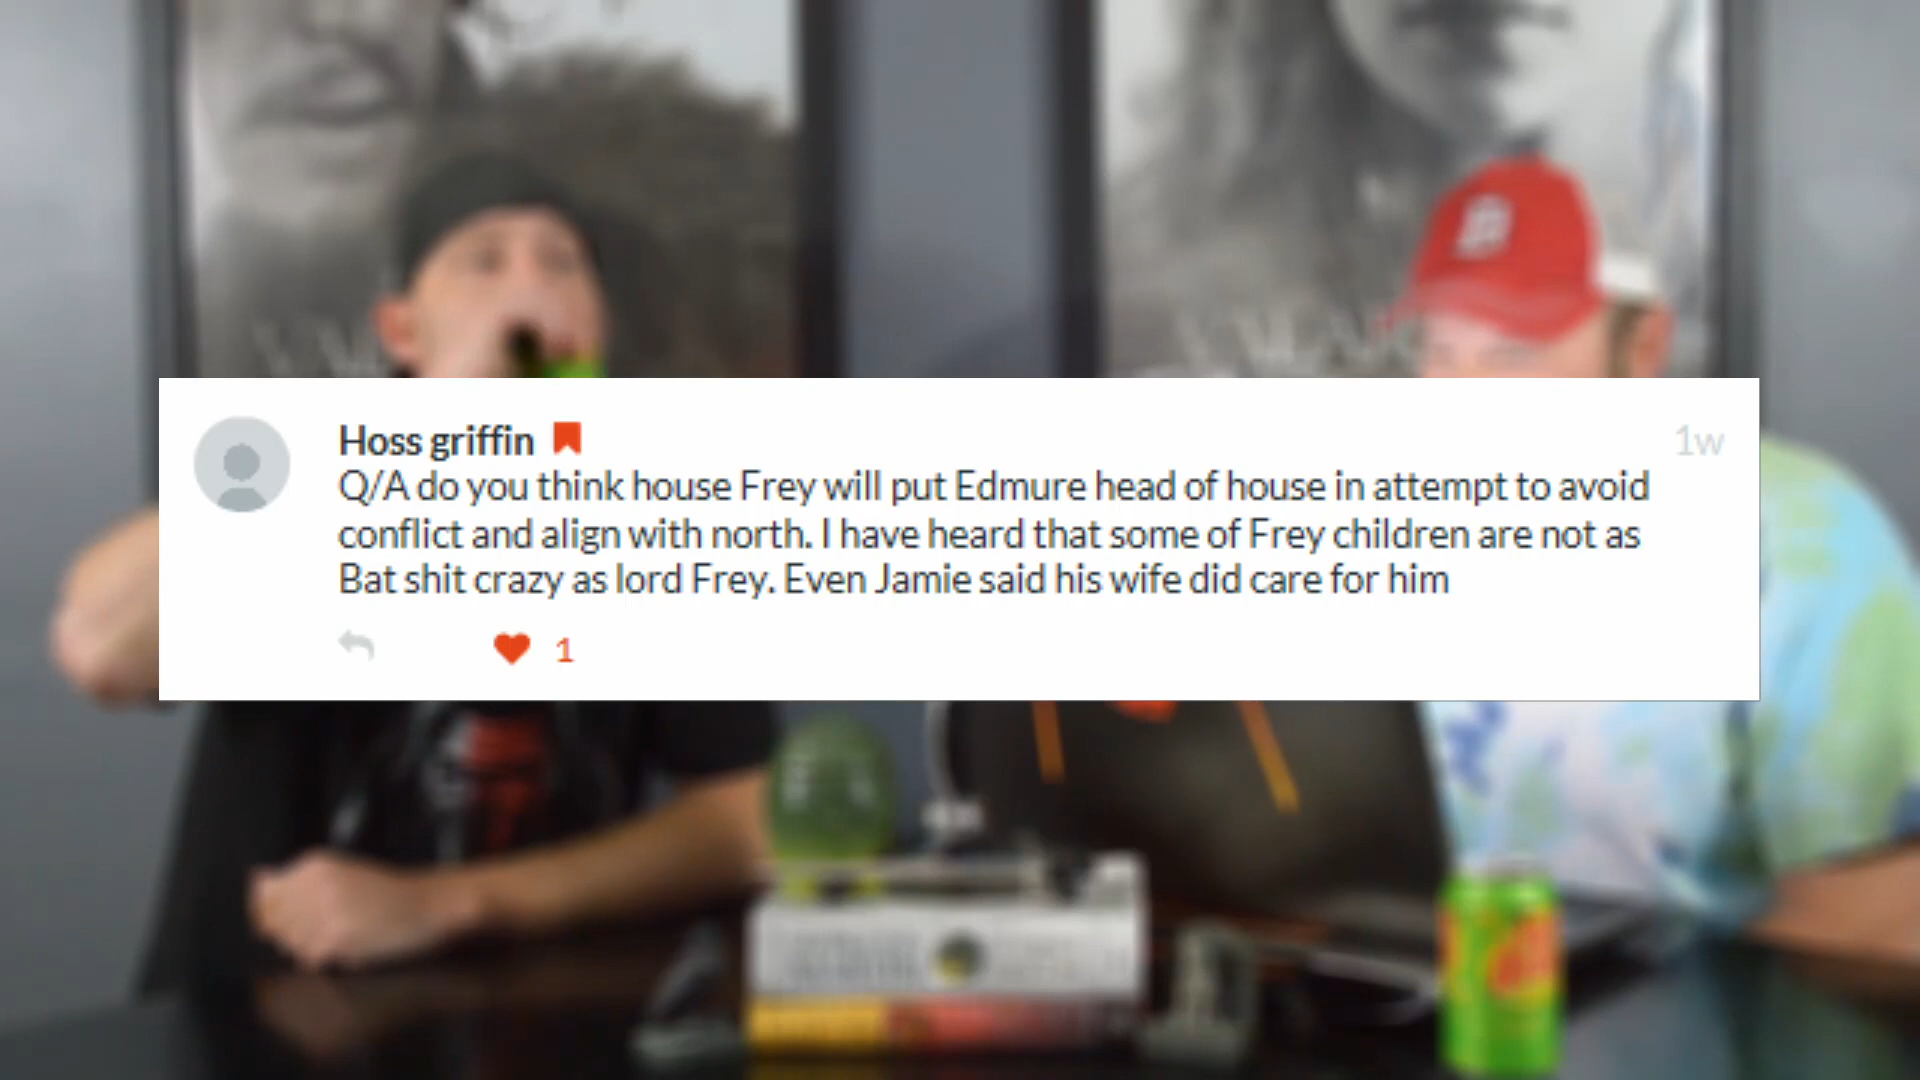 Hoss griffin
1w
Q/A do you think house Frey will put Edmure head of house in attempt to avoid
conflict and align with north. I have heard that some of Frey children are not as
Bat shit crazy as lord Frey. Even Jamie said his wife did care for him
1